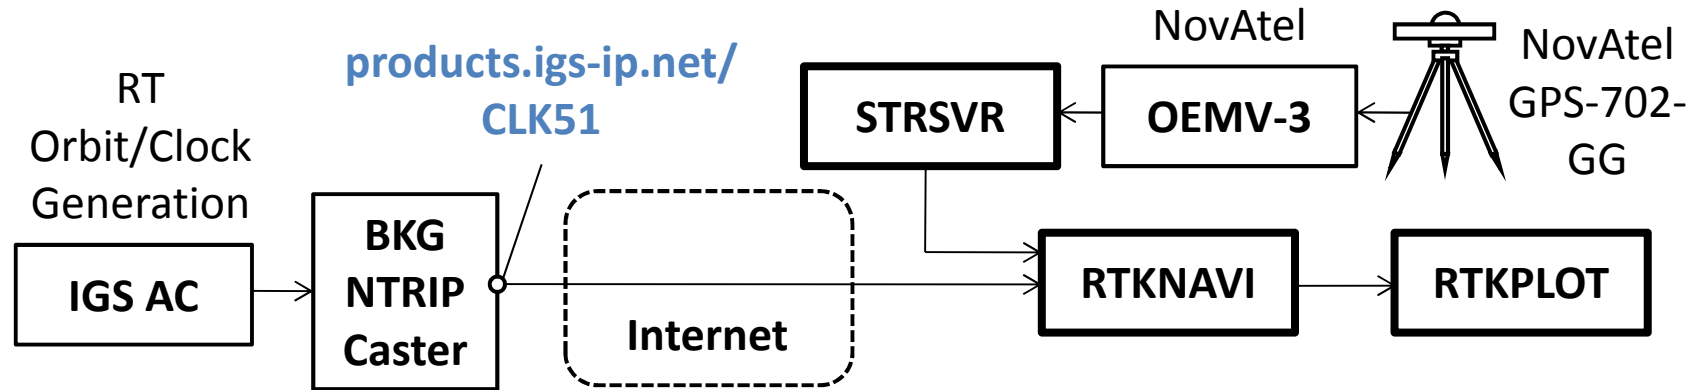 RT
Orbit/Clock
Generation
IGS AC
products.igs-ip.net/
CLK51
BKG
NTRIP
Caster
Internet
NovAtel
STRSVR
OEMV-3
NovAtel
GPS-702-
GG
RTKNAVI
RTKPLOT